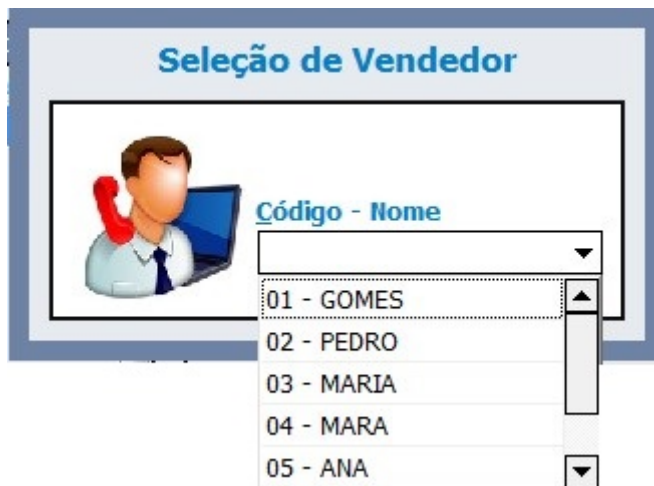 Seleção de Vendedor
Código - Nome
01 - GOMES
02 - PEDRO
03 - MARIA
04 - MARA
05 - ANA